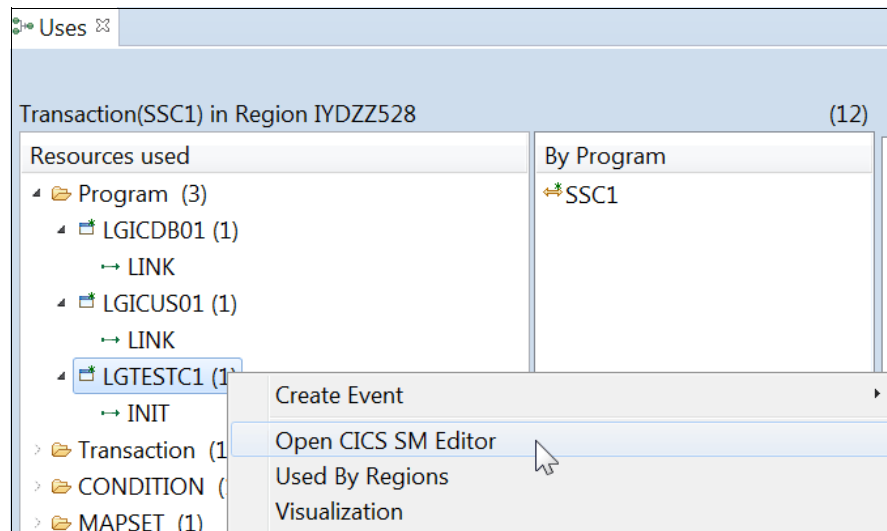 Uses
Transaction(SSC1) in Region IYDZZ528 (12)
Resources used
By Program
Program (3)
SSC1
LGICDB01 (1)
LINK
LGICUS01 (1)
LINK
LGTESTC1 (1)
INIT
Transaction (1
CONDITION (
MAPSET (1)
Create Event
Open CICS SM Editor
Used By Regions
Visualization